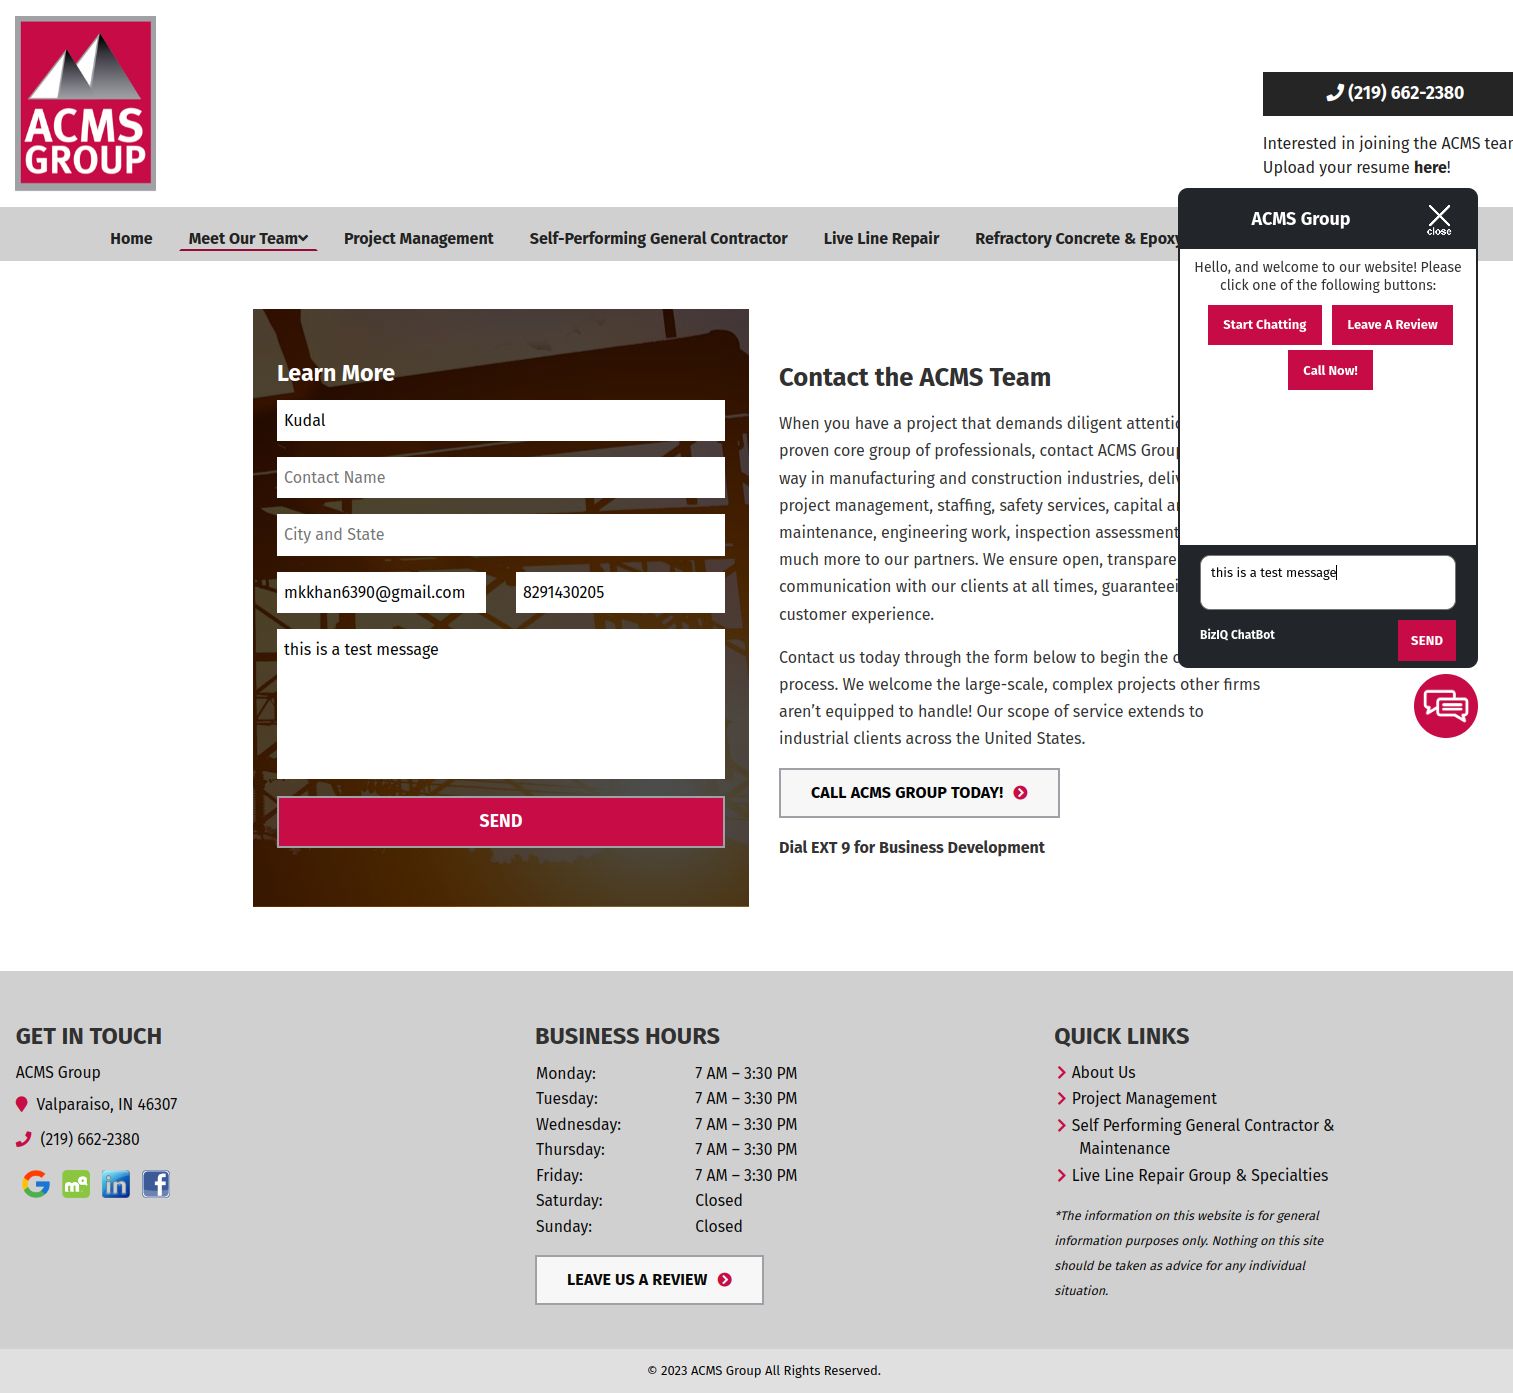 ACMS
GROUP
(219) 662-2380
Interested in joining the ACMS
Upload your resume here!
Home
Meet Our Team
Project Management
Self-Performing General Contractor
Live Line Repair
Refractory Concrete & Epoxy
ACMS Group
close
Hello, and welcome to our website! Please
click one of the following buttons:
Start Chatting
Leave A Review
Call Now!
this is a test message
BizIQ ChatBot
SEND
Learn More
Kudal
Contact Name
City and State
mkkhan6390@gmail.com
8291430205
this is a test message
SEND
Contact the ACMS Team
When you have a project that demands diligent
proven core group of professionals, contact ACMS
way in manufacturing and construction industries,
project management, staffing, safety services, capital
maintenance, engineering work, inspection
much more to our partners. We ensure open,
communication with our clients at all times,
customer experience.
Contact us today through the form below to begin the
process. We welcome the large-scale, complex projects other firms
aren’t equipped to handle! Our scope of service extends to
industrial clients across the United States.
CALL ACMS GROUP TODAY!
Dial EXT 9 for Business Development
GET IN TOUCH
ACMS Group
Valparaiso, IN 46307
(219) 662-2380
BUSINESS HOURS
Monday: 7 AM – 3:30 PM
Tuesday: 7 AM – 3:30 PM
Wednesday: 7 AM – 3:30 PM
Thursday: 7 AM – 3:30 PM
Friday: 7 AM – 3:30 PM
Saturday: Closed
Sunday: Closed
LEAVE US A REVIEW
QUICK LINKS
About Us
Project Management
Self Performing General Contractor &
Maintenance
Live Line Repair Group & Specialties
*The information on this website is for general
information purposes only. Nothing on this site
should be taken as advice for any individual
situation.
© 2023 ACMS Group All Rights Reserved.